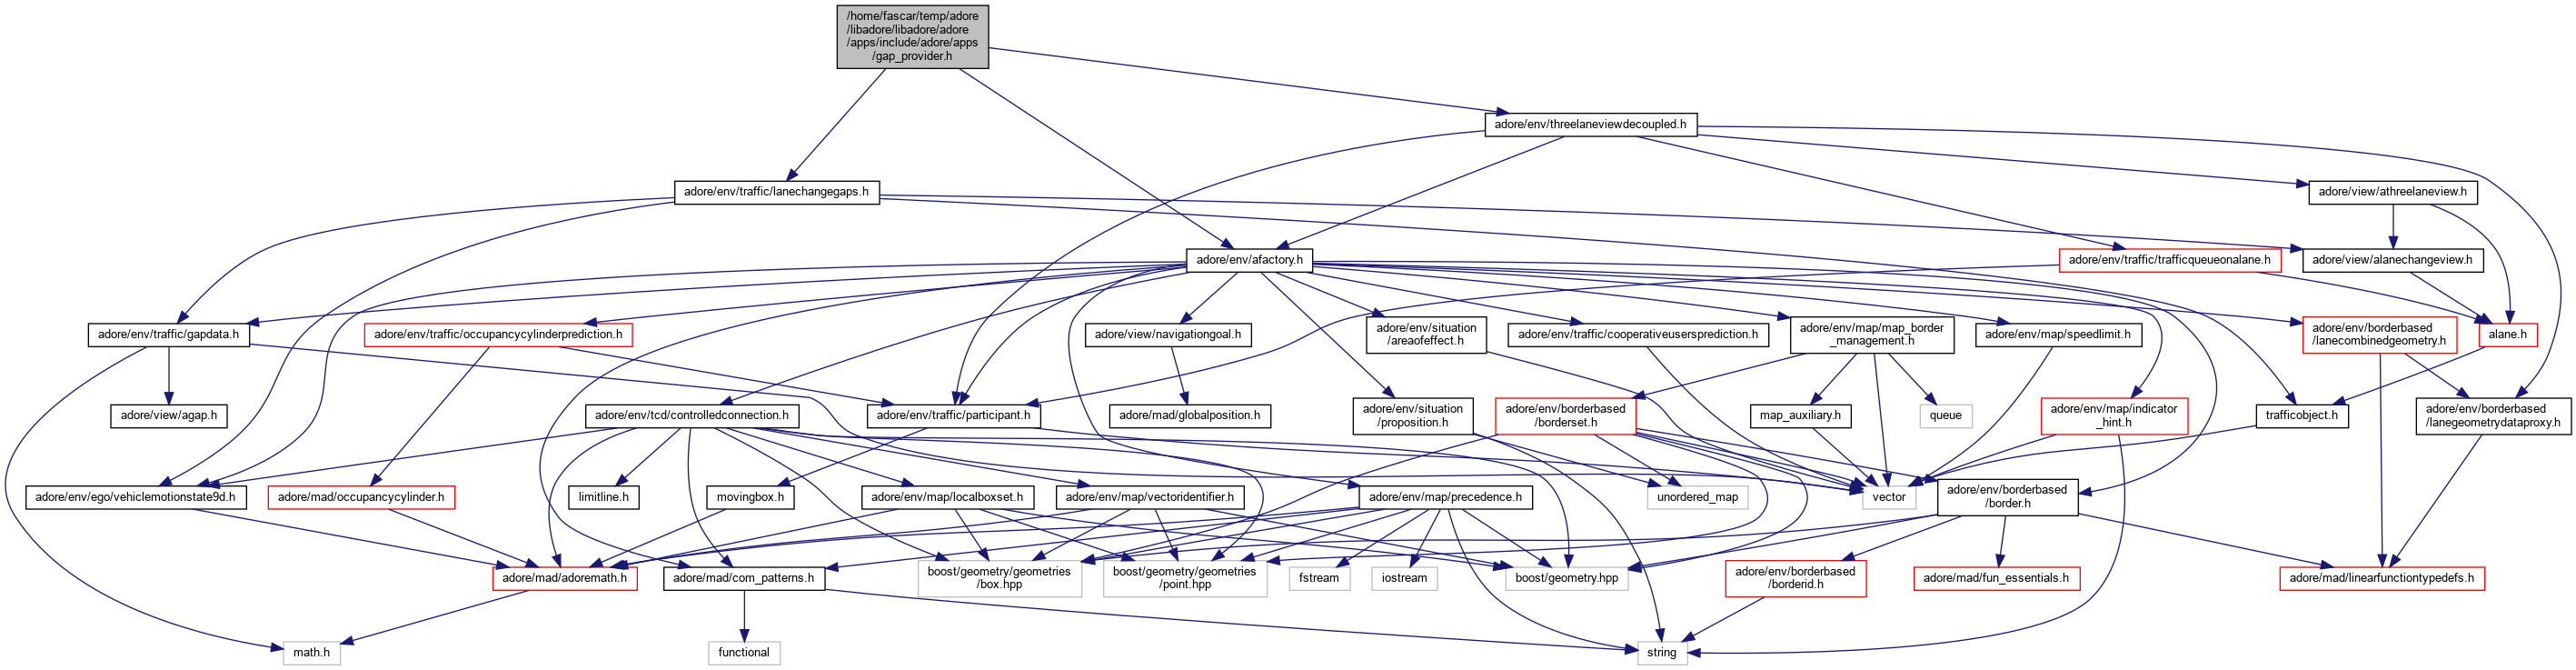 /home/fascar/temp/adore
/libadore/libadore/adore
/apps/include/adore/apps
/gap_provider.h
adore/env/threelaneviewdecoupled.h
adore/env/traffic/lanechangegaps.h
adore/view/athreelaneview.h
adore/env/afactory.h
adore/env/traffic/trafficqueueonalane.h
adore/view/alanechangeview.h
adore/env/traffic/gapdata.h
adore/env/traffic/occupancycylinderprediction.h
adore/view/navigationgoal.h
adore/env/situation
/areaofeffect.h
adore/env/traffic/cooperativeusersprediction.h
adore/env/map/map_border
_management.h
adore/env/map/speedlimit.h
adore/env/borderbased
/lanecombinedgeometry.h
alane.h
adore/view/agap.h
adore/env/tcd/controlledconnection.h
adore/env/traffic/participant.h
adore/mad/globalposition.h
adore/env/situation
/proposition.h
adore/env/borderbased
/borderset.h
map_auxiliary.h
queue
adore/env/map/indicator
_hint.h
trafficobject.h
adore/env/borderbased
/lanegeometrydataproxy.h
adore/env/ego/vehiclemotionstate9d.h
adore/mad/occupancycylinder.h
limitline.h
movingbox.h
adore/env/map/localboxset.h
adore/env/map/vectoridentifier.h
adore/env/map/precedence.h
unordered_map
vector
adore/env/borderbased
/border.h
adore/mad/adoremath.h
adore/mad/com_patterns.h
boost/geometry/geometries
/box.hpp
boost/geometry/geometries
/point.hpp
fstream
iostream
boost/geometry.hpp
adore/env/borderbased
/borderid.h
adore/mad/fun_essentials.h
adore/mad/linearfunctiontypedefs.h
math.h
functional
string